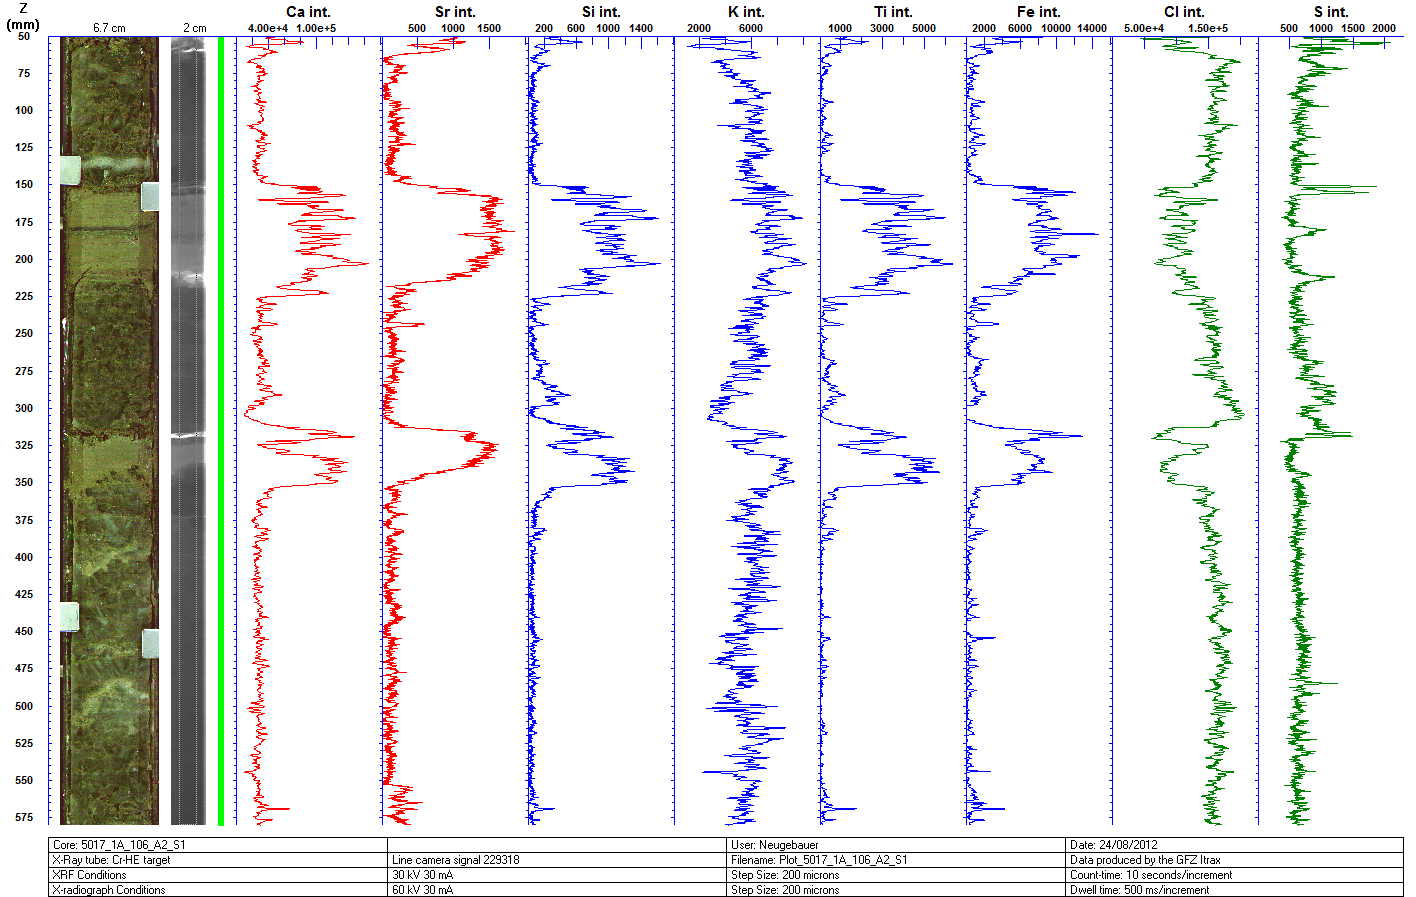 Z
(mm)
6.7 cm
2 cm
Ca int.
Sr int.
Si int.
K int.
Ti int.
Fe int.
Cl int.
S int.
4.00e+4 1.00e+5
500 1000 1500
200 600 1000 1400
2000 6000
1000 3000 5000
2000 6000 10000 14000
5.00e+4 1.50e+5
500 1000 1500 2000
50
75
100
125
150
175
200
225
250
275
300
325
350
375
400
425
450
475
500
525
550
575
Core: 5017_1A_106_A2_S1
User: Neugebauer
Date: 24/08/2012
X-Ray tube: Cr-HE target
Line camera signal 229318
Filename: Plot_5017_1A_106_A2_S1
Data produced by the GFZ Itrax
XRF Conditions
30 kV 30 mA
Step Size: 200 microns
Count-time: 10 seconds/increment
X-radiograph Conditions
60 kV 30 mA
Step Size: 200 microns
Dwell time: 500 ms/increment